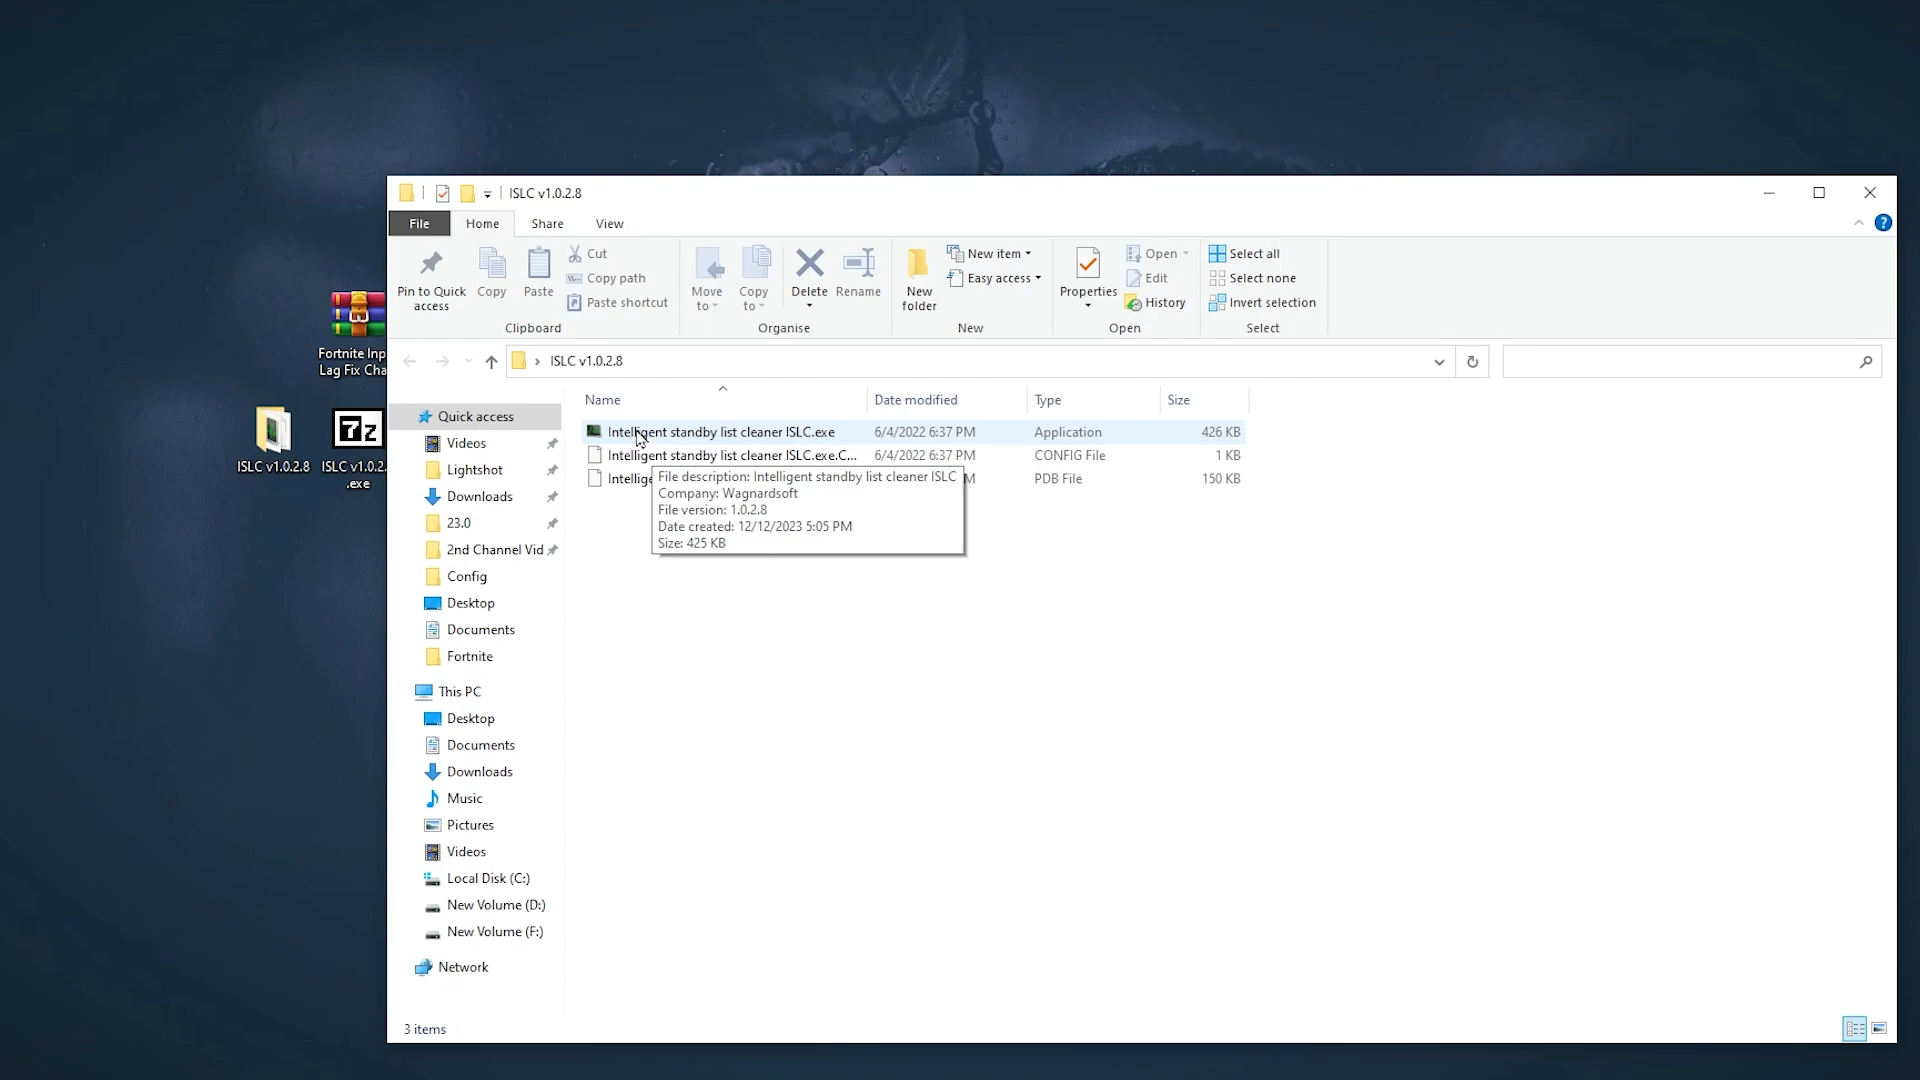 ISLC v1.0.2.8
File
Home
Share
View
Pin to Quick
access
Copy
Paste
Cut
Copy path
Paste shortcut
Clipboard
Move
to
Copy
to
Delete
Rename
Organise
New
folder
New item
Easy access
New
Properties
Open
Edit
History
Open
Select all
Select none
Invert selection
Select
ISLC v1.0.2.8
Name
Date modified
Type
Size
Intelligent standby list cleaner ISLC.exe 6/4/2022 6:37 PM Application 426 KB
Intelligent standby list cleaner ISLC.exe.C... 6/4/2022 6:37 PM CONFIG File 1 KB
Intellige M PDB File 150 KB
File description: Intelligent standby list cleaner ISLC
Company: Wagnardsoft
File version: 1.0.2.8
Date created: 12/12/2023 5:05 PM
Size: 425 KB
Quick access
Videos
Lightshot
Downloads
23.0
2nd Channel Vid
Config
Desktop
Documents
Fortnite
This PC
Desktop
Documents
Downloads
Music
Pictures
Videos
Local Disk (C:)
New Volume (D:)
New Volume (F:)
Network
3 items
Fortnite Inp
Lag Fix Cha
ISLC v1.0.2.8
7z
ISLC v1.0.2.
.exe